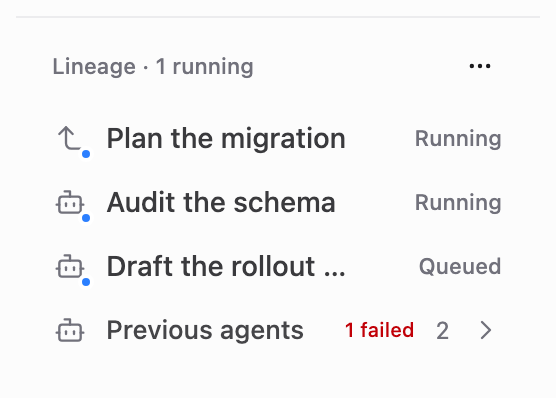 Lineage · 1 running
Plan the migration Running
Audit the schema Running
Draft the rollout ... Queued
Previous agents 1 failed 2